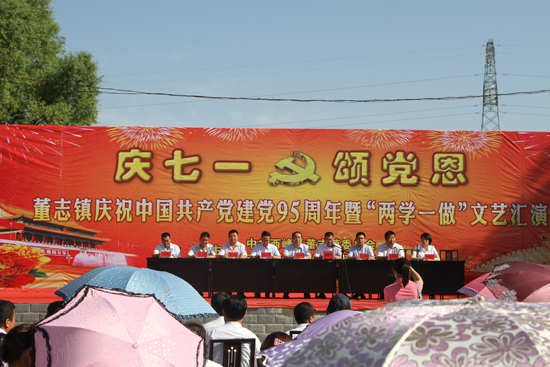 庆七一 颂党恩
董志镇庆祝中国共产党建党95周年暨“两学一做”文艺汇演